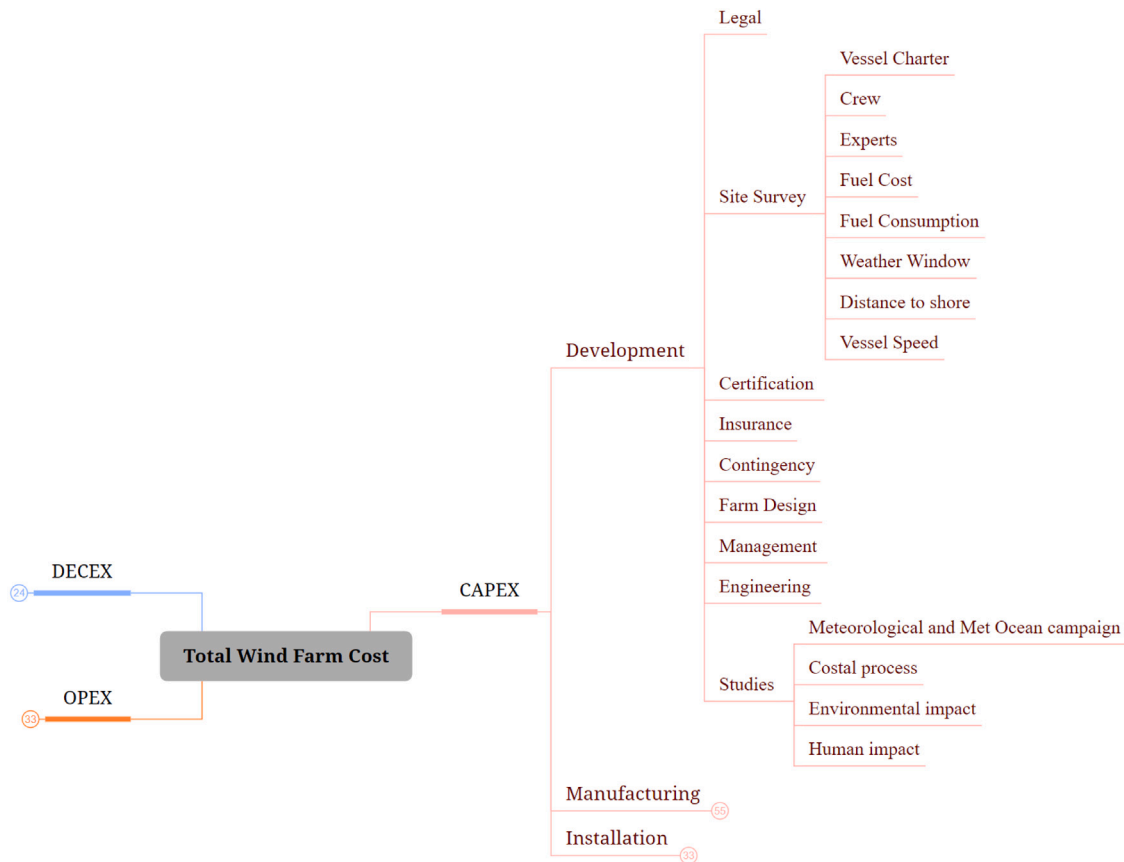 Legal
Vessel Charter
Crew
Experts
Site Survey
Fuel Cost
Fuel Consumption
Weather Window
Distance to shore
Vessel Speed
Development
Certification
Insurance
Contingency
Farm Design
Management
Engineering
Meteorological and Met Ocean campaign
Costal process
Studies
Environmental impact
Human impact
DECEX
24
CAPEX
Total Wind Farm Cost
OPEX
33
Manufacturing
55
Installation
33